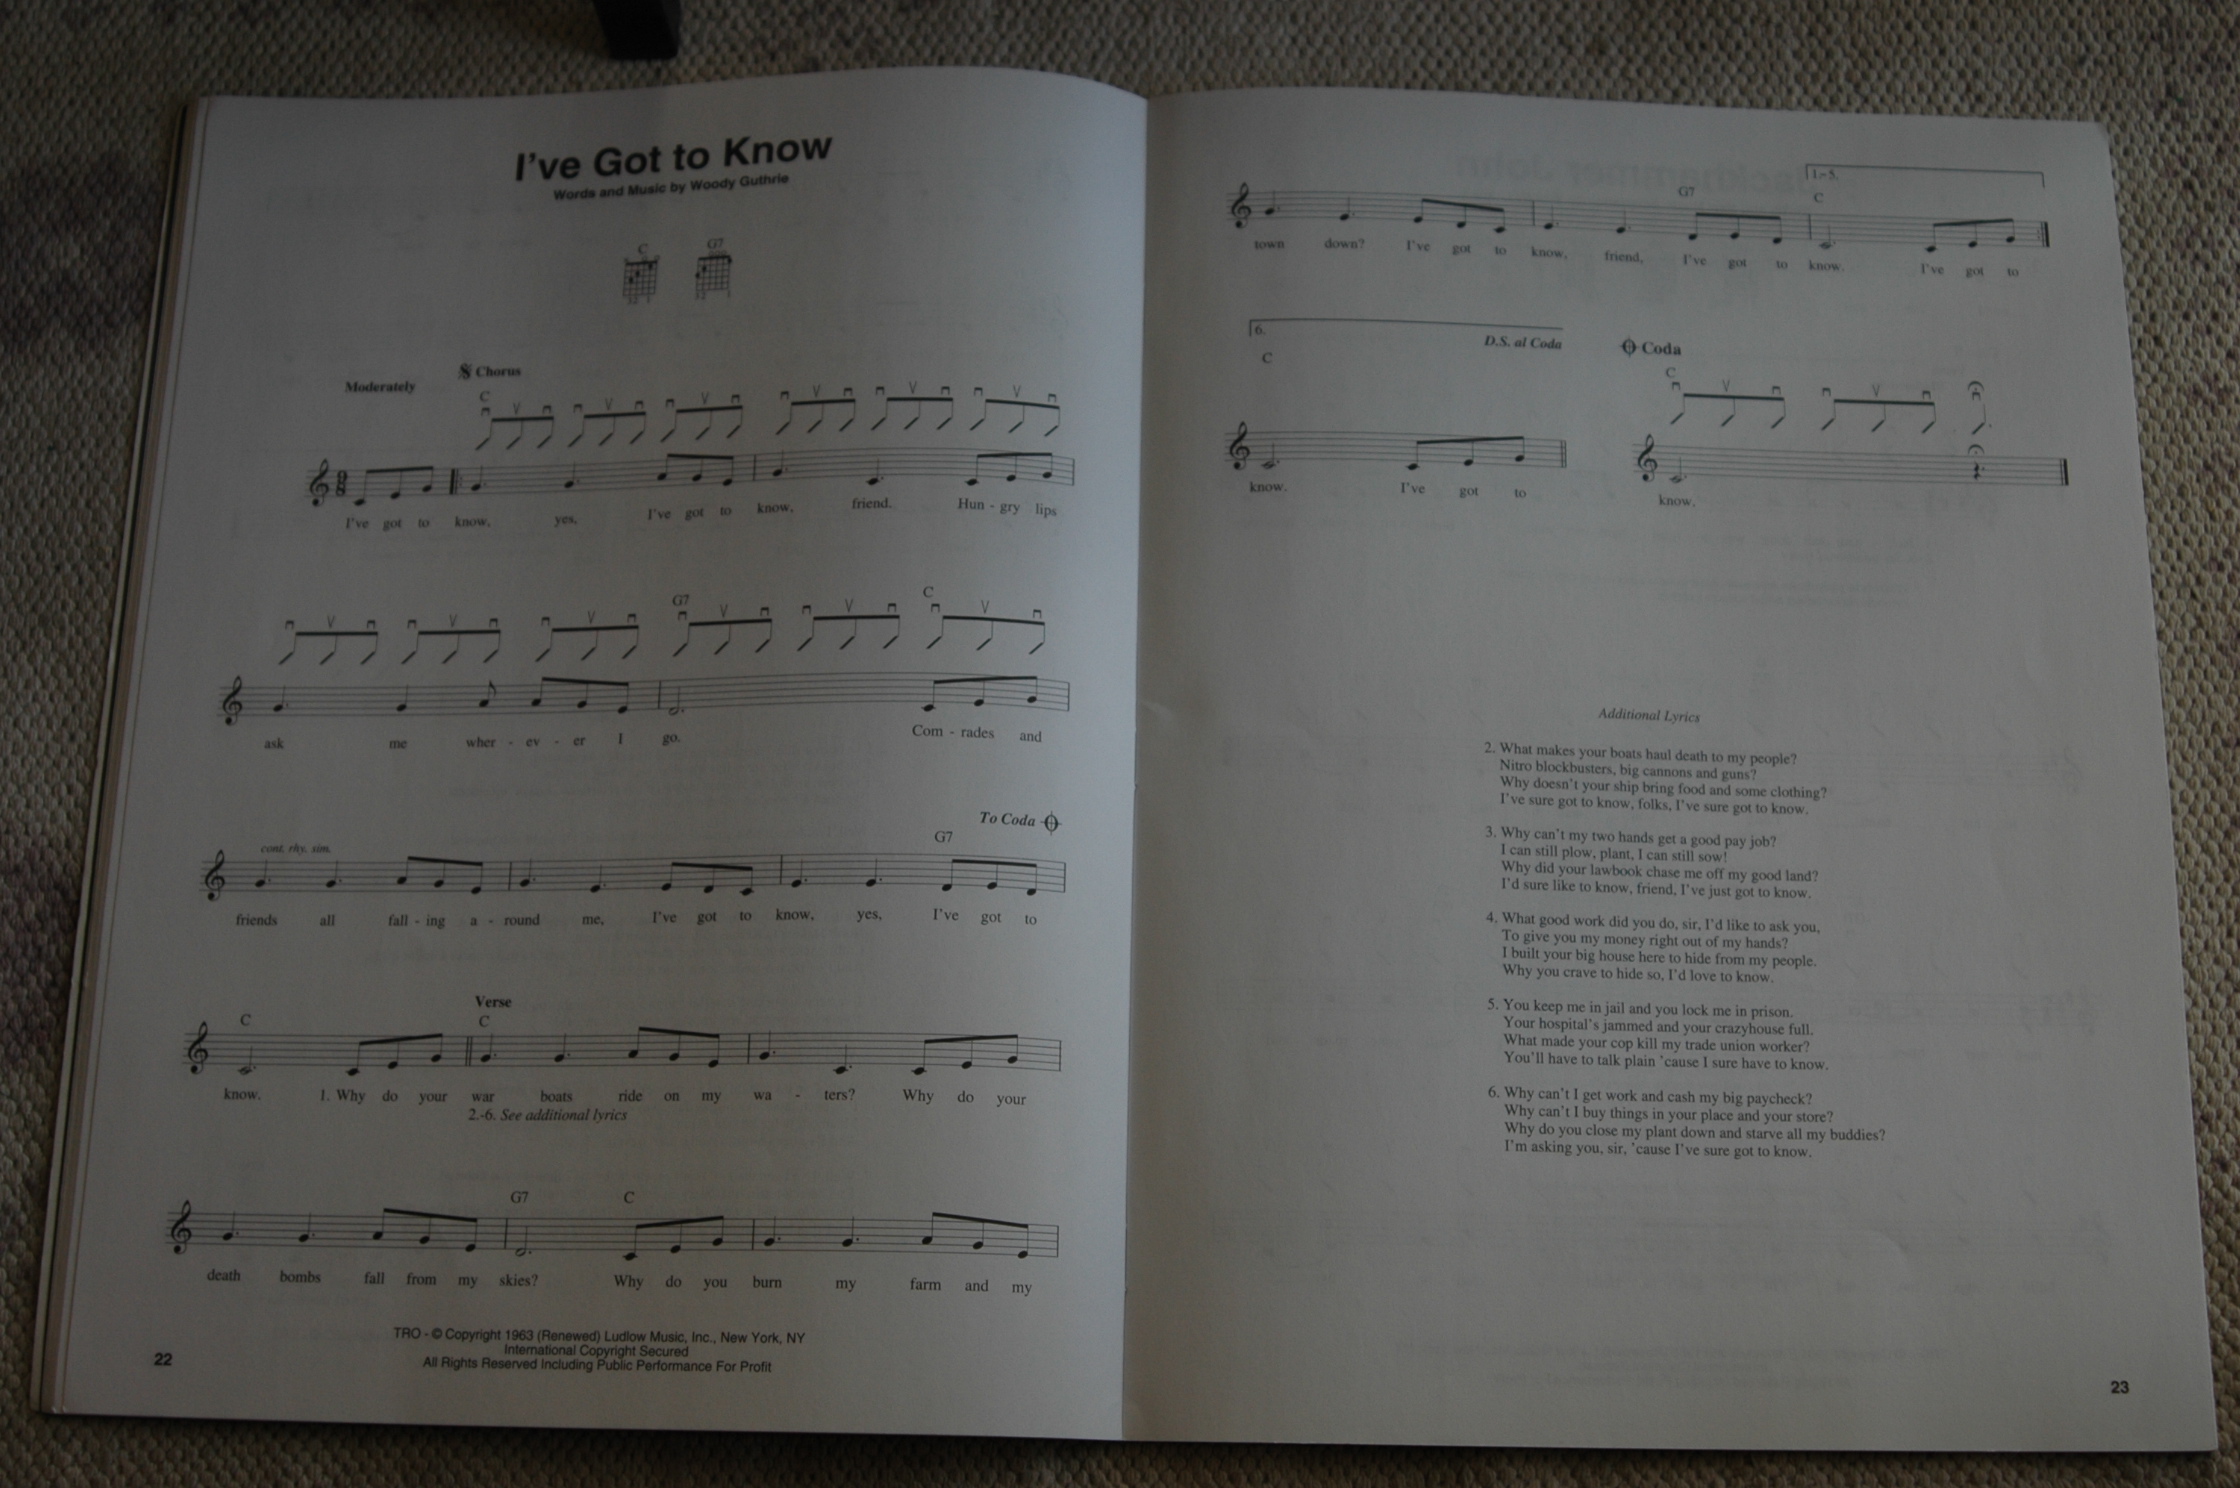 I've Got to Know
Words and Music by Woody Guthrie
C G7
Moderately
Chorus
C
I've got to know, yes, I've got to know, friend. Hun - gry lips
G7 C
ask me wher - ev - er I go. Com - rades and
cont. rhy. sim.
G7
To Coda
friends all fall - ing a - round me, I've got to know, yes, I've got to
Verse
C C
know. 1. Why do your war boats ride on my wa - ters? Why do your
2.-6. See additional lyrics
G7 C
death bombs fall from my skies? Why do you burn my farm and my
TRO - © Copyright 1963 (Renewed) Ludlow Music, Inc., New York, NY
International Copyright Secured
All Rights Reserved Including Public Performance For Profit
22
1.-5.
G7 C
town down? I've got to know, friend, I've got to know. I've got to
6.
D.S. al Coda
C
know. I've got to
Coda
C
know.
Additional Lyrics
2. What makes your boats haul death to my people?
Nitro blockbusters, big cannons and guns?
Why doesn't your ship bring food and some clothing?
I've sure got to know, folks, I've sure got to know.
3. Why can't my two hands get a good pay job?
I can still plow, plant, I can still sow!
Why did your lawbook chase me off my good land?
I'd sure like to know, friend, I've just got to know.
4. What good work did you do, sir, I'd like to ask you,
To give you my money right out of my hands?
I built your big house here to hide from my people.
Why you crave to hide so, I'd love to know.
5. You keep me in jail and you lock me in prison.
Your hospital's jammed and your crazyhouse full.
What made your cop kill my trade union worker?
You'll have to talk plain 'cause I sure have to know.
6. Why can't I get work and cash my big paycheck?
Why can't I buy things in your place and your store?
Why do you close my plant down and starve all my buddies?
I'm asking you, sir, 'cause I've sure got to know.
23